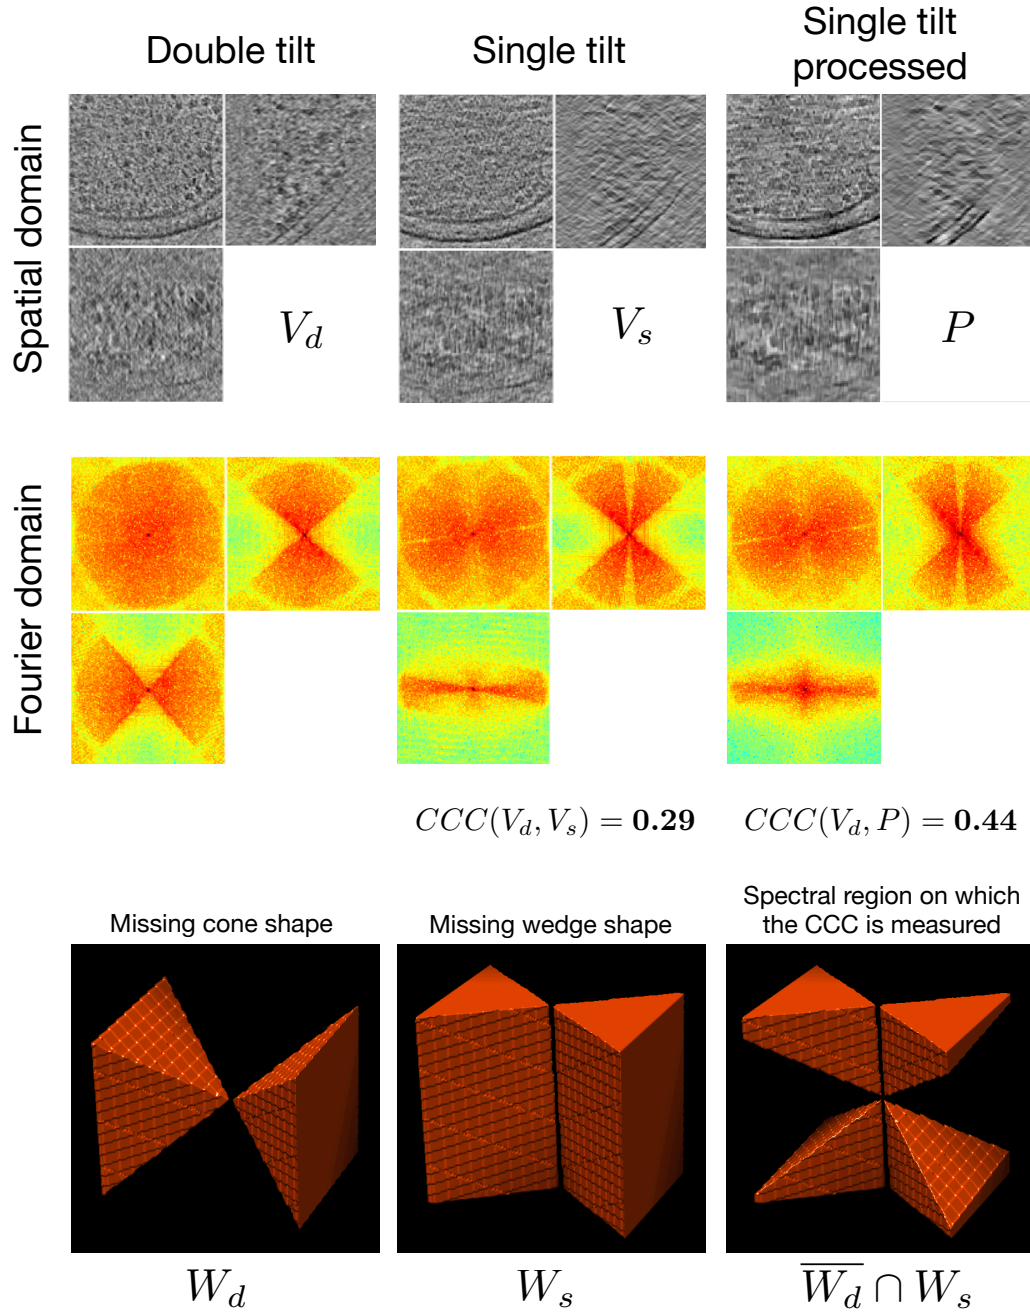 Double tilt
Single tilt
Single tilt
processed
Spatial domain
V_d
V_s
P
Fourier domain
CCC(V_d, V_s) = 0.29
CCC(V_d, P) = 0.44
Missing cone shape
Missing wedge shape
Spectral region on which
the CCC is measured
W_d
W_s
\overline{W_d} ∩ W_s